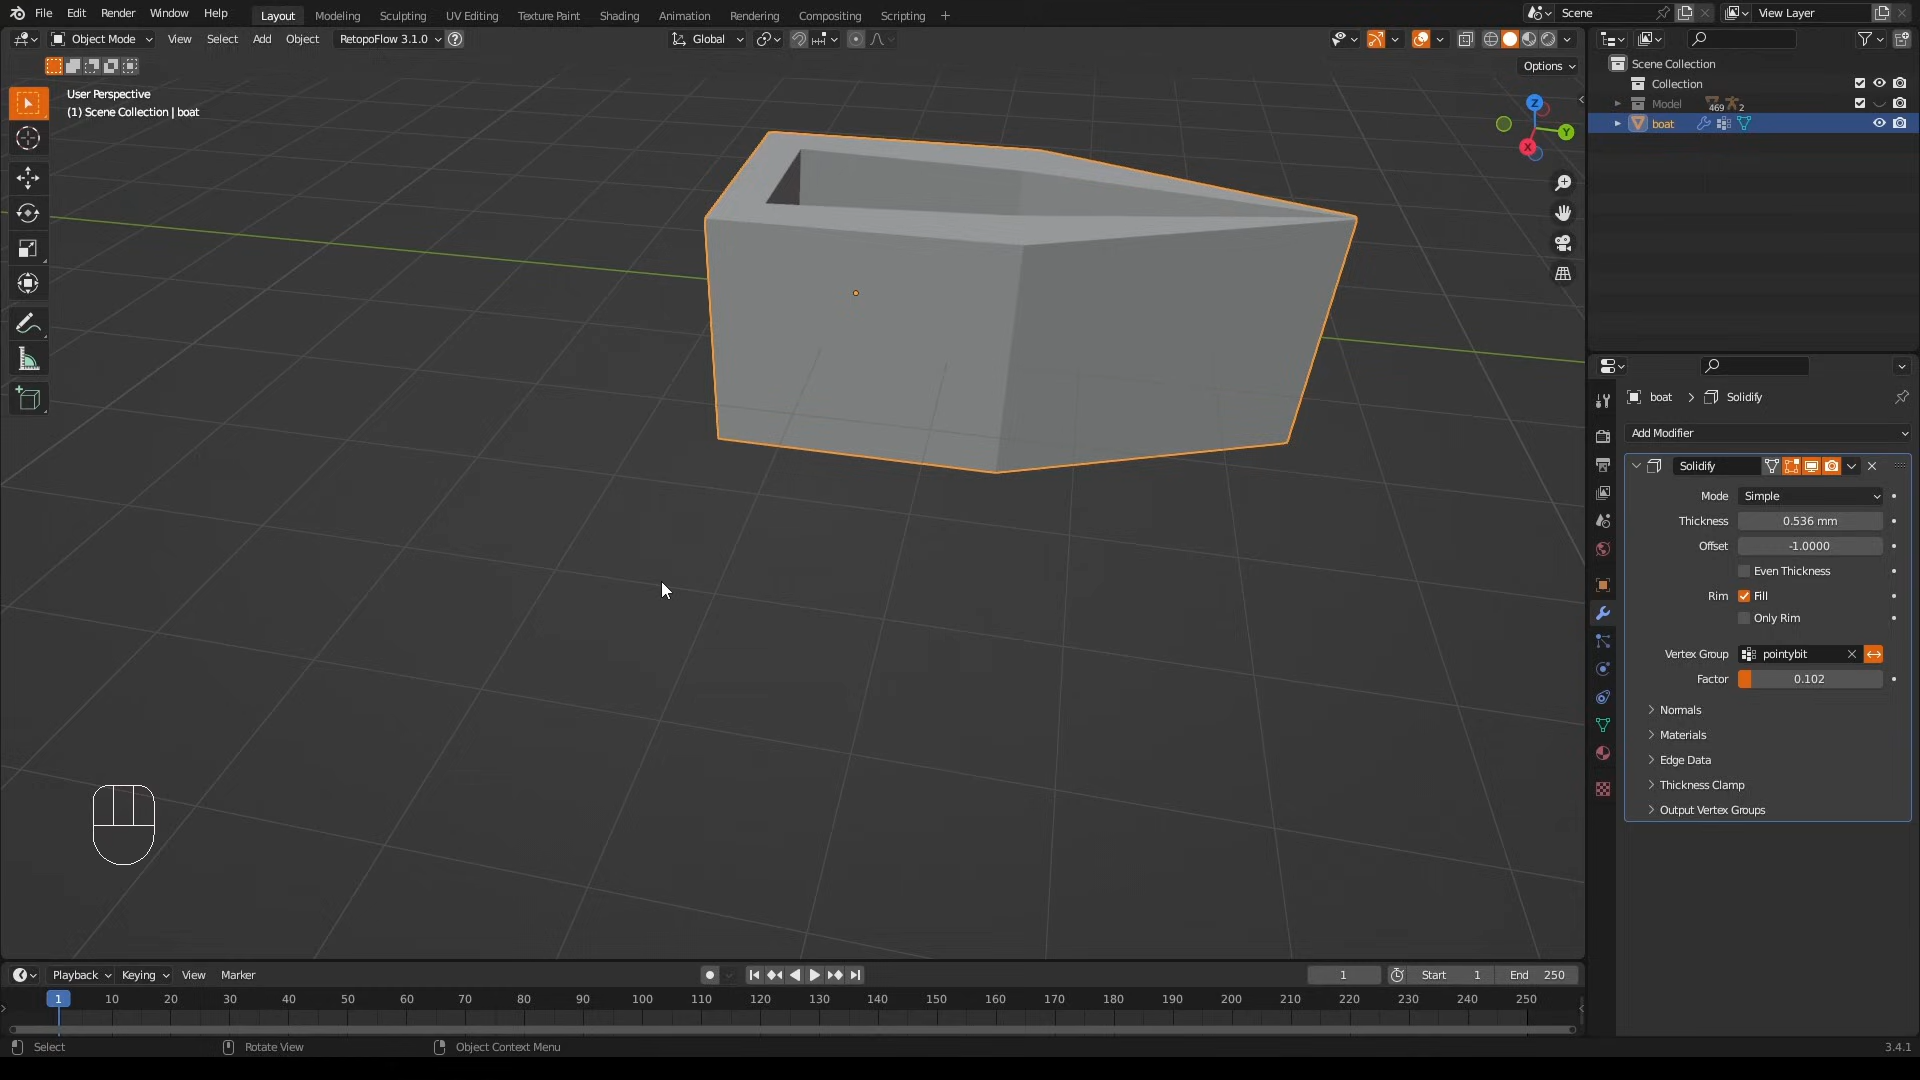 File Edit Render Window Help Layout Modeling Sculpting UV Editing Texture Paint Shading Animation Rendering Compositing Scripting + Scene View Layer
Object Mode View Select Add Object RetopoFlow 3.1.0 Global
Options
User Perspective
(1) Scene Collection | boat
Z
Y
X
Scene Collection
Collection
Model 469 2
boat
boat > Solidify
Add Modifier
Solidify
Mode Simple
Thickness 0.536 mm
Offset -1.0000
Even Thickness
Rim Fill
Only Rim
Vertex Group pointybit
Factor 0.102
Normals
Materials
Edge Data
Thickness Clamp
Output Vertex Groups
Playback Keying View Marker 1 Start 1 End 250
1 10 20 30 40 50 60 70 80 90 100 110 120 130 140 150 160 170 180 190 200 210 220 230 240 250
Select Rotate View Object Context Menu 3.4.1